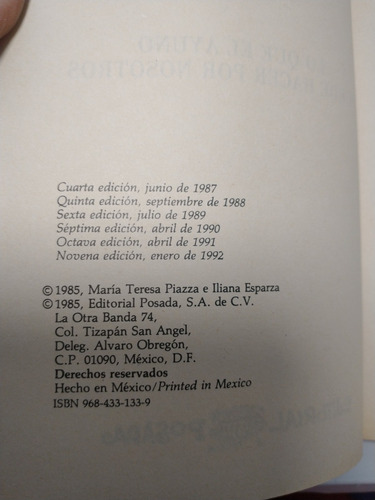 Cuarta edición, junio de 1987
Quinta edición, septiembre de 1988
Sexta edición, julio de 1989
Séptima edición, abril de 1990
Octava edición, abril de 1991
Novena edición, enero de 1992
© 1985, María Teresa Piazza e Iliana Esparza
© 1985, Editorial Posada, S.A. de C.V.
La Otra Banda 74,
Col. Tizapán San Angel,
Deleg. Alvaro Obregón,
C.P. 01090, México, D.F.
Derechos reservados
Hecho en México/Printed in Mexico
ISBN 968-433-133-9